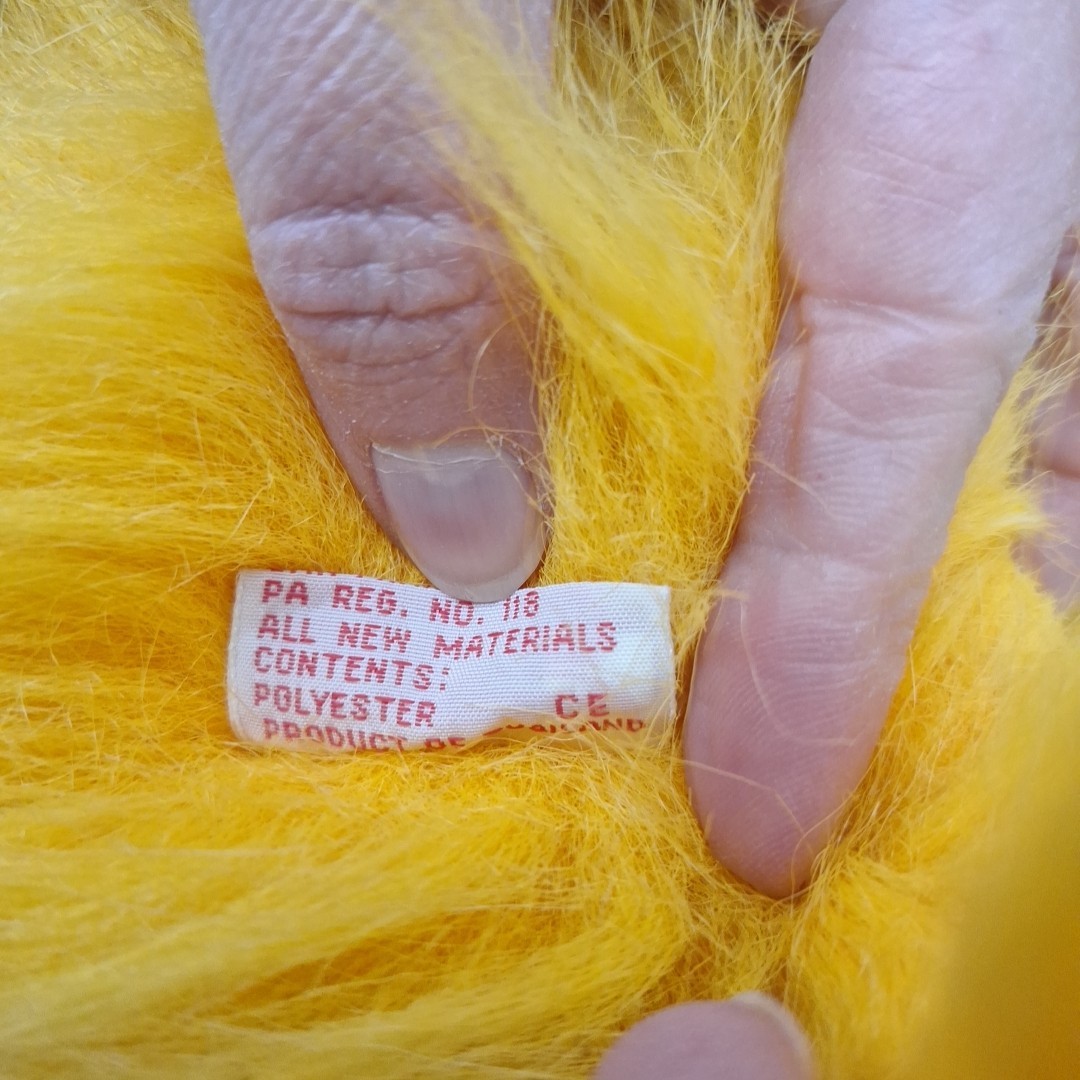 PA REG. NO. 118
ALL NEW MATERIALS
CONTENTS:
POLYESTER CE
PRODUCT